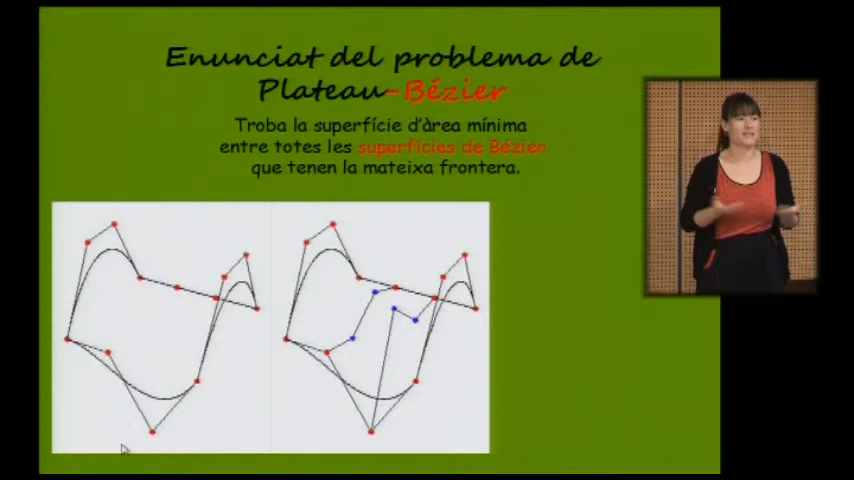 Enunciat del problema de
Plateau-Bézier
Troba la superfície d'àrea mínima
entre totes les superfícies de Bézier
que tenen la mateixa frontera.